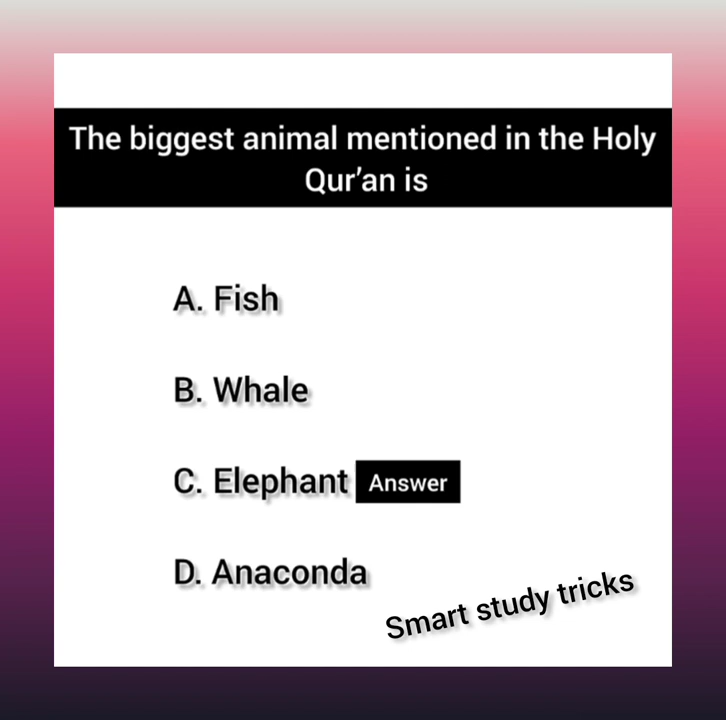 The biggest animal mentioned in the Holy
Qur'an is
A. Fish
B. Whale
C. Elephant Answer
D. Anaconda
Smart study tricks